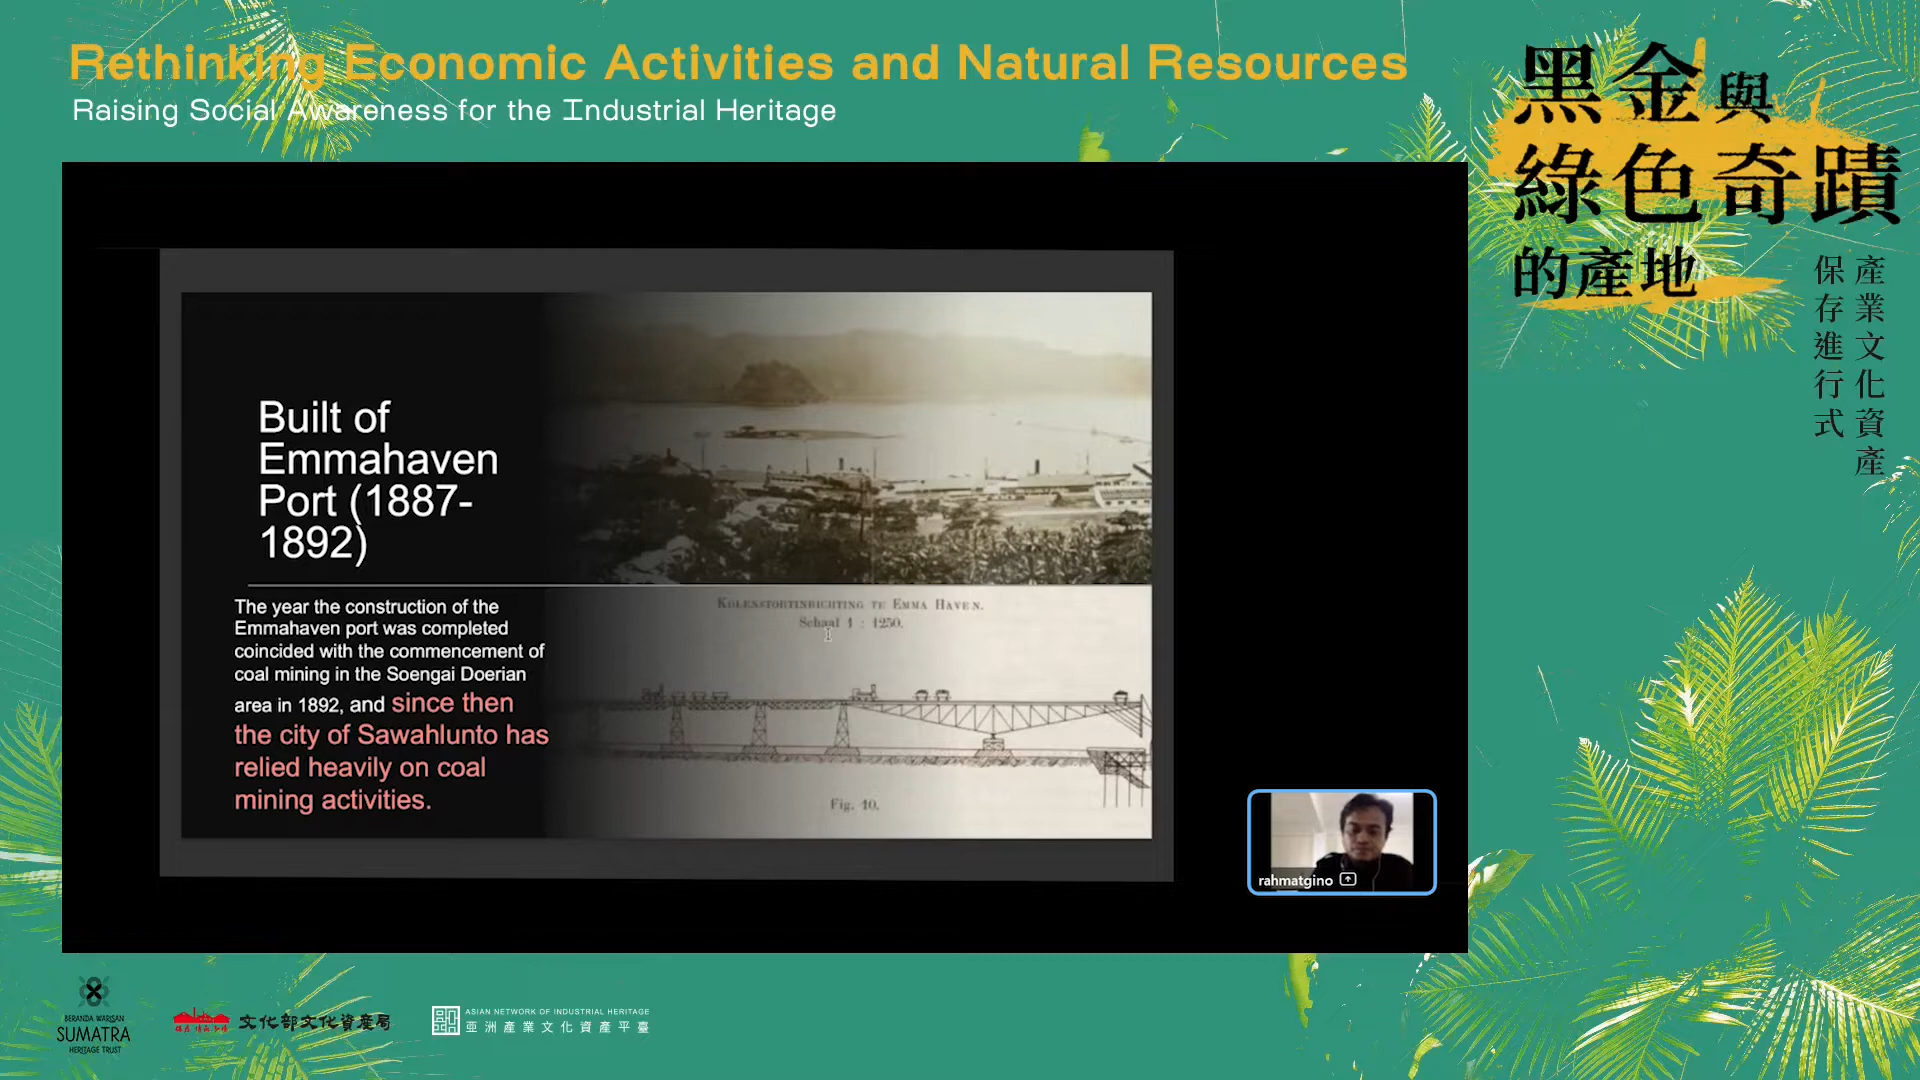 Rethinking Economic Activities and Natural Resources
Raising Social Awareness for the Industrial Heritage
黑金與
綠色奇蹟
的產地
產業文化資產
保存進行式
Built of
Emmahaven
Port (1887-
1892)
The year the construction of the
Emmahaven port was completed
coincided with the commencement of
coal mining in the Soengai Doerian
area in 1892, and since then
the city of Sawahlunto has
relied heavily on coal
mining activities.
KOLENSTORTINRICHTING TE EMMA HAVEN.
Schaal 1 : 1250.
Fig. 10.
rahmatgino
BERANDA WARISAN
SUMATRA
HERITAGE TRUST
文化部文化資產局
ASIAN NETWORK OF INDUSTRIAL HERITAGE
亞洲產業文化資產平臺